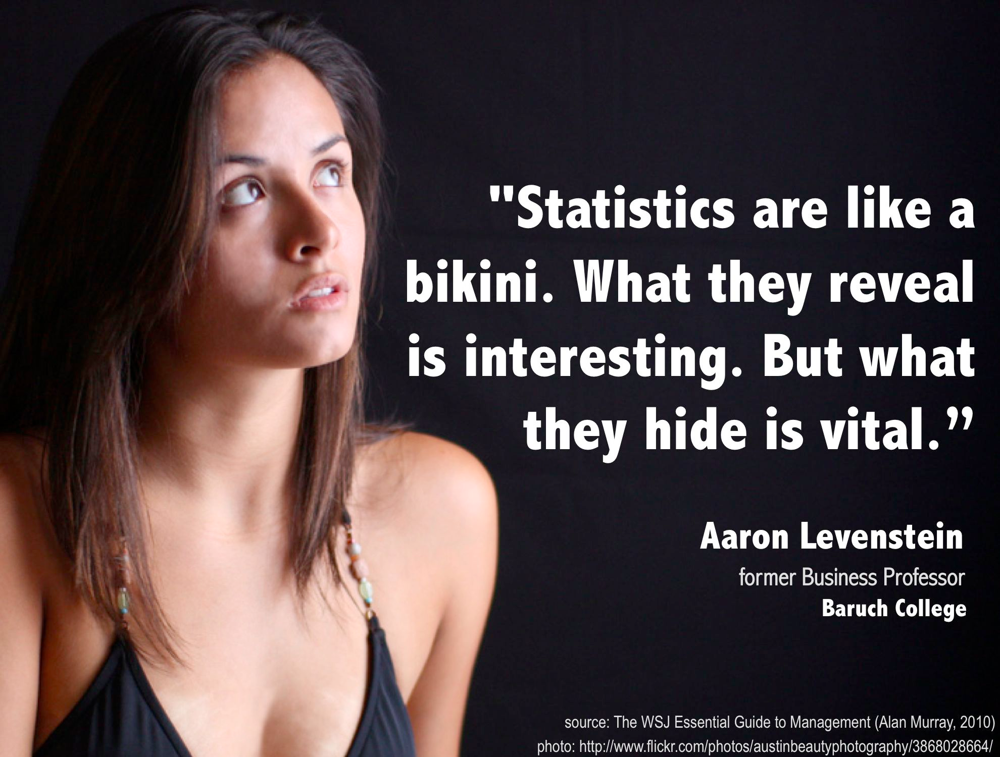 "Statistics are like a
bikini. What they reveal
is interesting. But what
they hide is vital.”
Aaron Levenstein
former Business Professor
Baruch College
source: The WSJ Essential Guide to Management (Alan Murray, 2010)
photo: http://www.flickr.com/photos/austinbeautyphotography/3868028664/